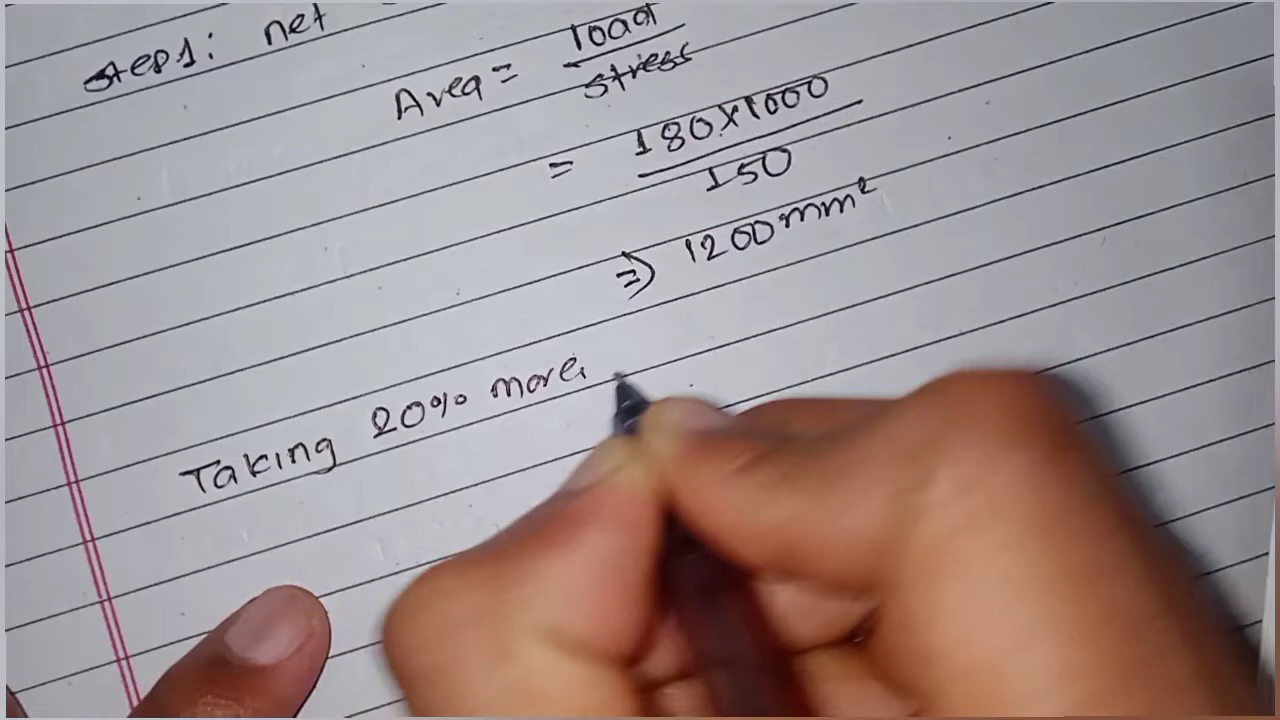 step1: net
Area = load
stress
= 180x1000
150
=) 1200mm²
Taking 20% more